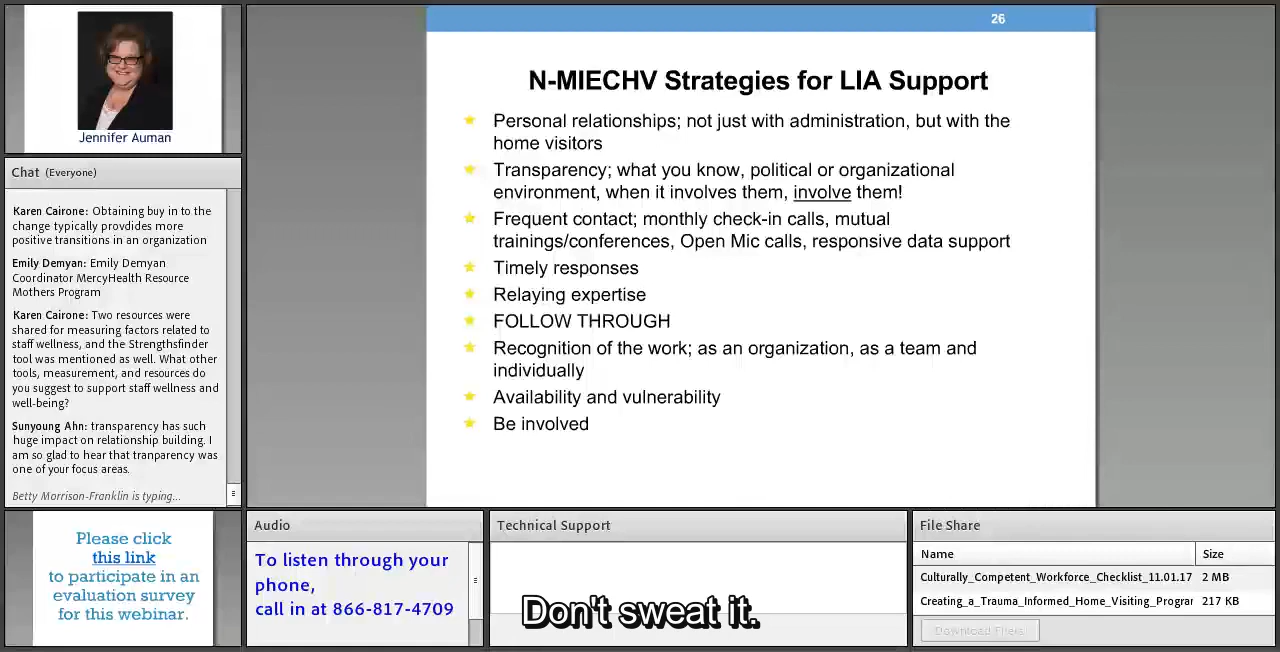 Jennifer Auman
Chat (Everyone)
Karen Cairone: Obtaining buy in to the
change typically provdides more
positive transitions in an organization
Emily Demyan: Emily Demyan
Coordinator MercyHealth Resource
Mothers Program
Karen Cairone: Two resources were
shared for measuring factors related to
staff wellness, and the Strengthsfinder
tool was mentioned as well. What other
tools, measurement, and resources do
you suggest to support staff wellness and
well-being?
Sunyoung Ahn: transparency has such
huge impact on relationship building. I
am so glad to hear that tranparency was
one of your focus areas.
Betty Morrison-Franklin is typing...
26
N-MIECHV Strategies for LIA Support
Personal relationships; not just with administration, but with the
home visitors
Transparency; what you know, political or organizational
environment, when it involves them, involve them!
Frequent contact; monthly check-in calls, mutual
trainings/conferences, Open Mic calls, responsive data support
Timely responses
Relaying expertise
FOLLOW THROUGH
Recognition of the work; as an organization, as a team and
individually
Availability and vulnerability
Be involved
Please click
this link
to participate in an
evaluation survey
for this webinar.
Audio
To listen through your
phone,
call in at 866-817-4709
Technical Support
Don't sweat it.
File Share
Name Size
Culturally_Competent_Workforce_Checklist_11.01.17 2 MB
Creating_a_Trauma_Informed_Home_Visiting_Prograr 217 KB
Download File(s)